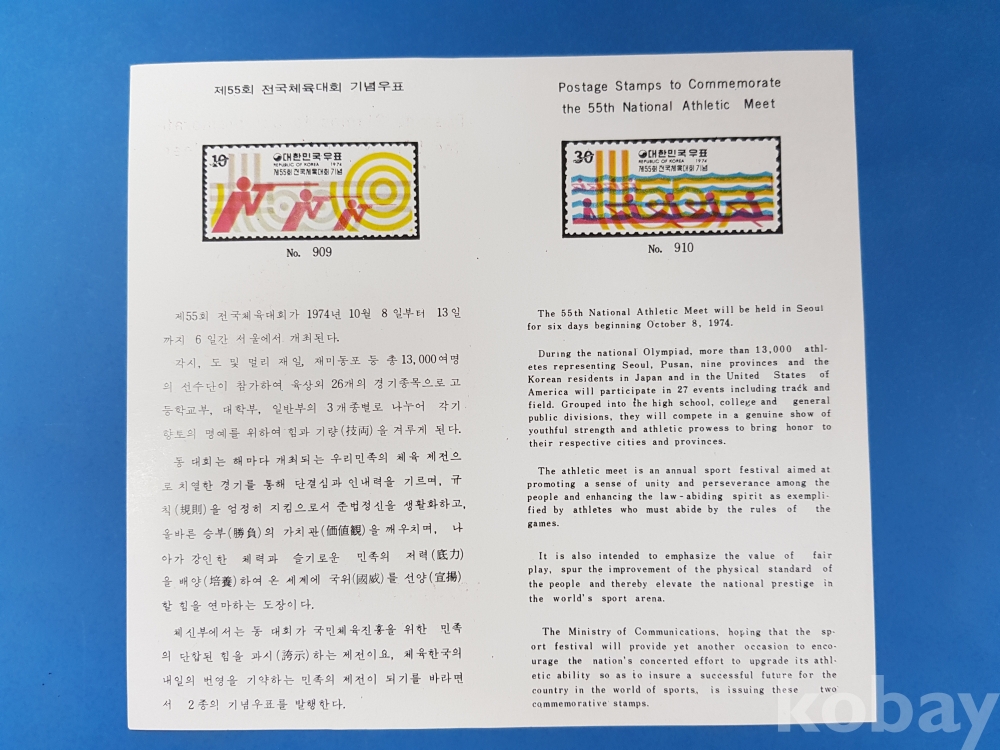 제55회 전국체육대회 기념우표
10
대한민국우표
REPUBLIC OF KOREA 1974
제55회전국체육대회기념
No. 909
제55회 전국체육대회가 1974년 10월 8일부터 13일
까지 6일간 서울에서 개최된다.
각시, 도 및 멀리 재일, 재미동포 등 총 13,000여명
의 선수단이 참가하여 육상외 26개의 경기종목으로 고
등학교부, 대학부, 일반부의 3개종별로 나누어 각기
향토의 명예를 위하여 힘과 기량(技両)을 겨루게 된다.
동 대회는 해마다 개최되는 우리민족의 체육 제전으
로 치열한 경기를 통해 단결심과 인내력을 기르며, 규
칙(規則)을 엄정히 지킴으로서 준법정신을 생활화하고,
올바른 승부(勝負)의 가치관(価値観)을 깨우치며, 나
아가 강인한 체력과 슬기로운 민족의 저력(底力)
을 배양(培養)하여 온 세계에 국위(國威)를 선양(宣揚)
할 힘을 연마하는 도장이다.
체신부에서는 동 대회가 국민체육진흥을 위한 민족
의 단합된 힘을 과시(誇示)하는 제전이요, 체육한국의
내일의 번영을 기약하는 민족의 제전이 되기를 바라면
서 2종의 기념우표를 발행한다.
Postage Stamps to Commemorate
the 55th National Athletic Meet
30
대한민국우표
REPUBLIC OF KOREA 1974
제55회전국체육대회기념
No. 910
The 55th National Athletic Meet will be held in Seoul
for six days beginning October 8, 1974.
During the national Olympiad, more than 13,000 athl-
etes representing Seoul, Pusan, nine provinces and the
Korean residents in Japan and in the United States of
America will participate in 27 events including track and
field. Grouped into the high school, college and general
public divisions, they will compete in a genuine show of
youthful strength and athletic prowess to bring honor to
their respective cities and provinces.
The athletic meet is an annual sport festival aimed at
promoting a sense of unity and perseverance among the
people and enhancing the law-abiding spirit as exempli-
fied by athletes who must abide by the rules of the
games.
It is also intended to emphasize the value of fair
play, spur the improvement of the physical standard of
the people and thereby elevate the national prestige in
the world's sport arena.
The Ministry of Communications, hoping that the sp-
ort festival will provide yet another occasion to enco-
urage the nation's concerted effort to upgrade its athl-
etic ability so as to insure a successful future for the
country in the world of sports, is issuing these two
commemorative stamps.
kobay